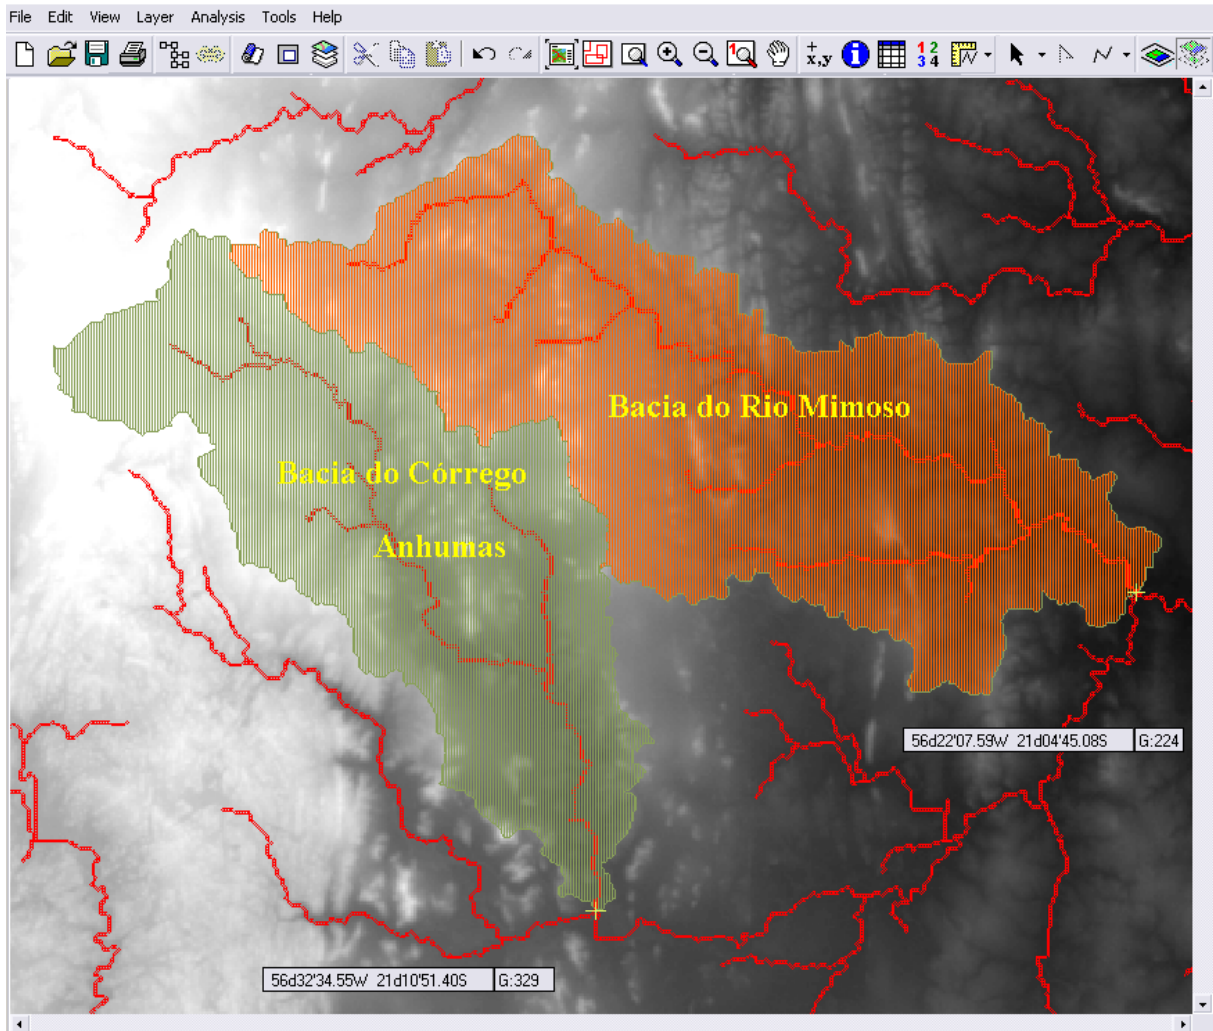 File Edit View Layer Analysis Tools Help
+ x,y 1 2 3 4
Bacia do Rio Mimoso
Bacia do Córrego
Anhumas
56d22'07.59W 21d04'45.08S G:224
56d32'34.55W 21d10'51.40S G:329